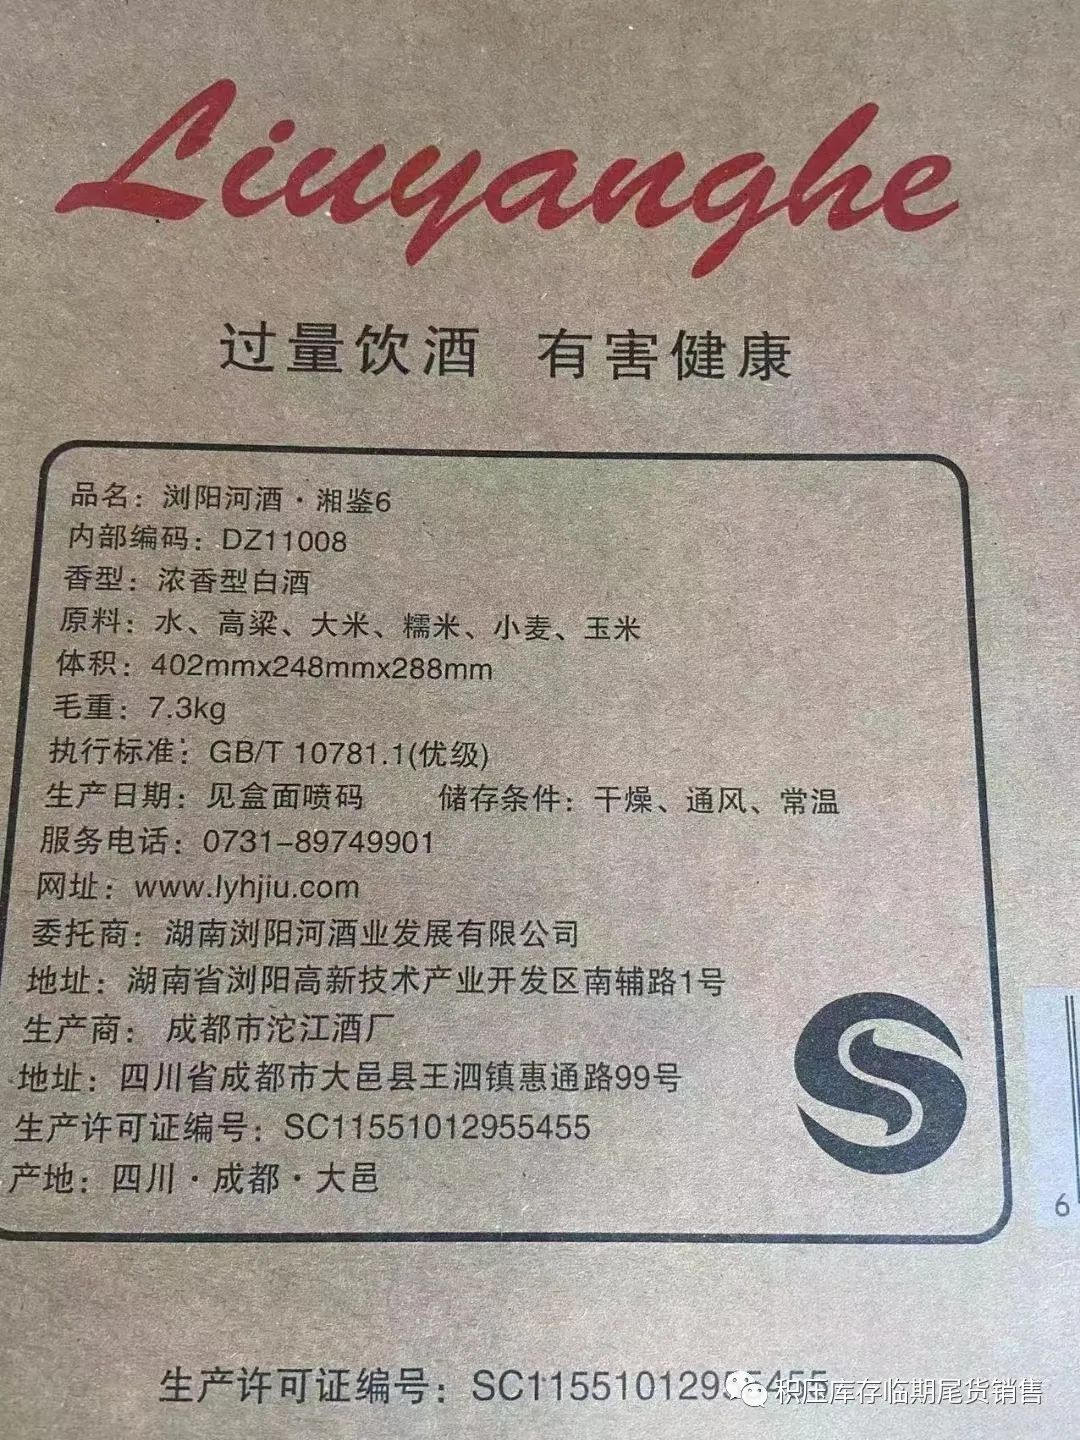 Liuyanghe
过量饮酒 有害健康
品名：浏阳河酒·湘鉴6
内部编码：DZ11008
香型：浓香型白酒
原料：水、高粱、大米、糯米、小麦、玉米
体积：402mmx248mmx288mm
毛重：7.3kg
执行标准：GB/T 10781.1(优级)
生产日期：见盒面喷码 储存条件：干燥、通风、常温
服务电话：0731-89749901
网址：www.lyhjiu.com
委托商：湖南浏阳河酒业发展有限公司
地址：湖南省浏阳高新技术产业开发区南辅路1号
生产商：成都市沱江酒厂
地址：四川省成都市大邑县王泗镇惠通路99号
生产许可证编号：SC11551012955455
产地：四川·成都·大邑
6
生产许可证编号：SC11551012955455
积压库存临期尾货销售